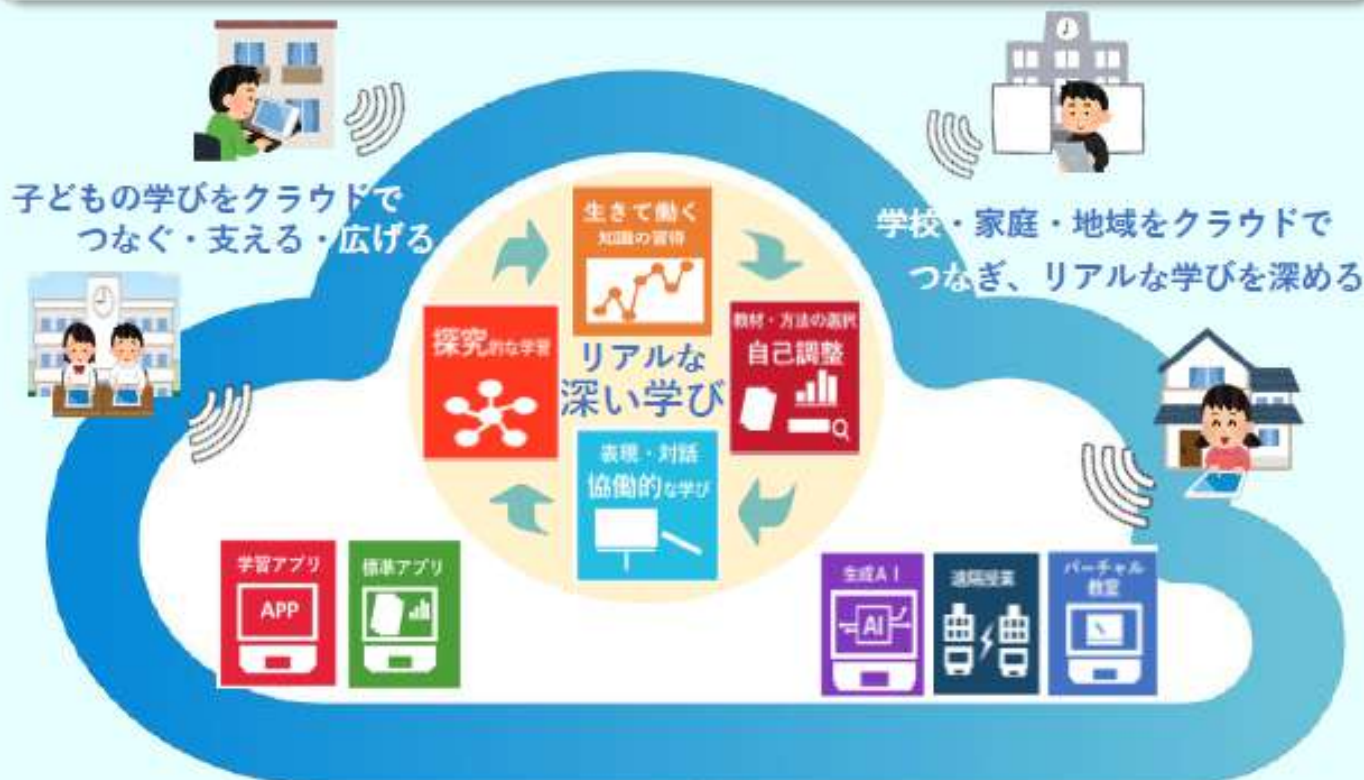 子どもの学びをクラウドで
つなぐ・支える・広げる
学校・家庭・地域をクラウドで
つなぎ、リアルな学びを深める
生きて働く
知識の習得
探究的な学習
教材・方法の選択
自己調整
リアルな
深い学び
表現・対話
協働的な学び
学習アプリ
APP
標準アプリ
生成AI
AI
遠隔授業
バーチャル
教室